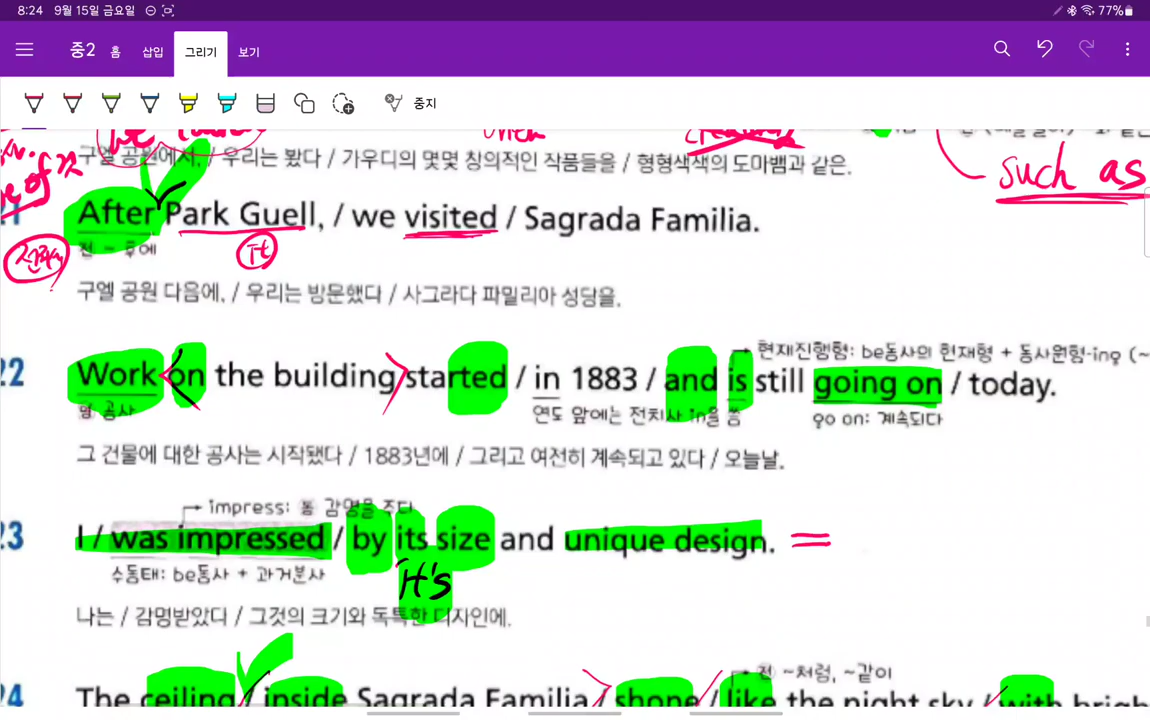 8:24 9월 15일 금요일 77%
중2 홈 삽입 그리기 보기
중지
구엘 공원에서, / 우리는 봤다 / 가우디의 몇몇 창의적인 작품들을 / 형형색색의 도마뱀과 같은.
such as
After Park Guell, / we visited / Sagrada Familia.
전 ~ 후에
구엘 공원 다음에, / 우리는 방문했다 / 사그라다 파밀리아 성당을.
현재진행형: be동사의 현재형 + 동사원형-ing (~
22 Work on the building started / in 1883 / and is still going on / today.
명 공사 연도 앞에는 전치사 in을 씀 go on: 계속되다
그 건물에 대한 공사는 시작됐다 / 1883년에 / 그리고 여전히 계속되고 있다 / 오늘날.
impress: 동 감명을 주다
23 I / was impressed / by its size and unique design. =
수동태: be동사 + 과거분사 it's
나는 / 감명받았다 / 그것의 크기와 독특한 디자인에.
전 ~처럼, ~같이
24 The ceiling / inside Sagrada Familia / shone / like the night sky / with brigh